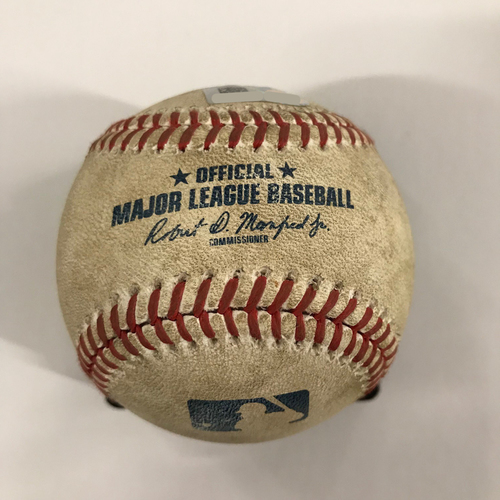 ★ OFFICIAL ★
MAJOR LEAGUE BASEBALL
Robert D. Manfred Jr.
COMMISSIONER